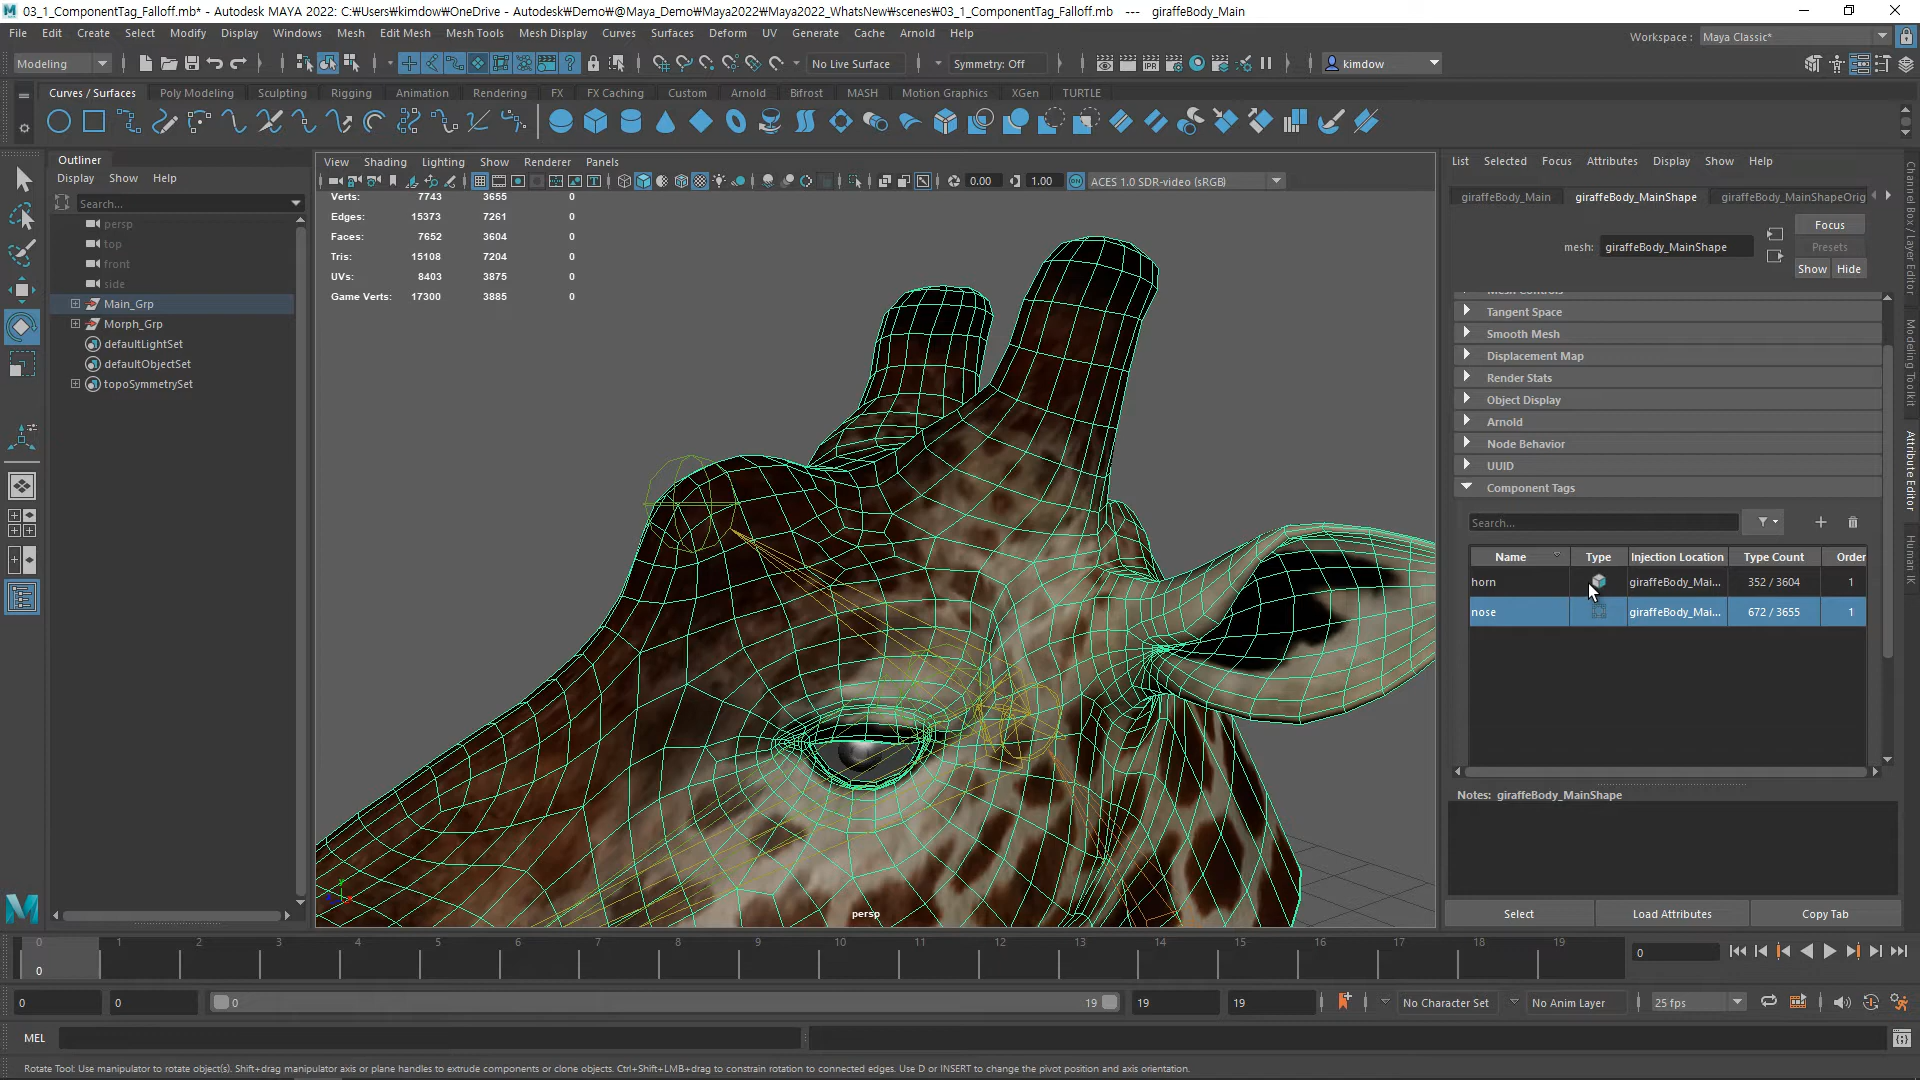 03_1_ComponentTag_Falloff.mb* - Autodesk MAYA 2022: C:₩Users₩kimdow₩OneDrive - Autodesk₩Demo₩@Maya_Demo₩Maya2022₩Maya2022_WhatsNew₩scenes₩03_1_ComponentTag_Falloff.mb --- giraffeBody_Main
File Edit Create Select Modify Display Windows Mesh Edit Mesh Mesh Tools Mesh Display Curves Surfaces Deform UV Generate Cache Arnold Help
Workspace : Maya Classic*
Modeling No Live Surface Symmetry: Off kimdow
Curves / Surfaces Poly Modeling Sculpting Rigging Animation Rendering FX FX Caching Custom Arnold Bifrost MASH Motion Graphics XGen TURTLE
Outliner
Display Show Help
Search...
persp
top
front
side
Main_Grp
Morph_Grp
defaultLightSet
defaultObjectSet
topoSymmetrySet
View Shading Lighting Show Renderer Panels
0.00 1.00 ACES 1.0 SDR-video (sRGB)
Verts: 7743 3655 0
Edges: 15373 7261 0
Faces: 7652 3604 0
Tris: 15108 7204 0
UVs: 8403 3875 0
Game Verts: 17300 3885 0
persp
List Selected Focus Attributes Display Show Help
giraffeBody_Main giraffeBody_MainShape giraffeBody_MainShapeOrig
Focus
mesh: giraffeBody_MainShape
Presets
Show Hide
Mesh Controls
Tangent Space
Smooth Mesh
Displacement Map
Render Stats
Object Display
Arnold
Node Behavior
UUID
Component Tags
Search...
Name Type Injection Location Type Count Order
horn giraffeBody_Mai... 352 / 3604 1
nose giraffeBody_Mai... 672 / 3655 1
Notes: giraffeBody_MainShape
Select Load Attributes Copy Tab
Channel Box / Layer Editor
Modeling Toolkit
Attribute Editor
Human IK
0 1 2 3 4 5 6 7 8 9 10 11 12 13 14 15 16 17 18 19
0
0
0 0 0 19 19 19 No Character Set No Anim Layer 25 fps
MEL
Rotate Tool: Use manipulator to rotate object(s). Shift+drag manipulator axis or plane handles to extrude components or clone objects. Ctrl+Shift+LMB+drag to constrain rotation to connected edges. Use D or INSERT to change the pivot position and axis orientation.